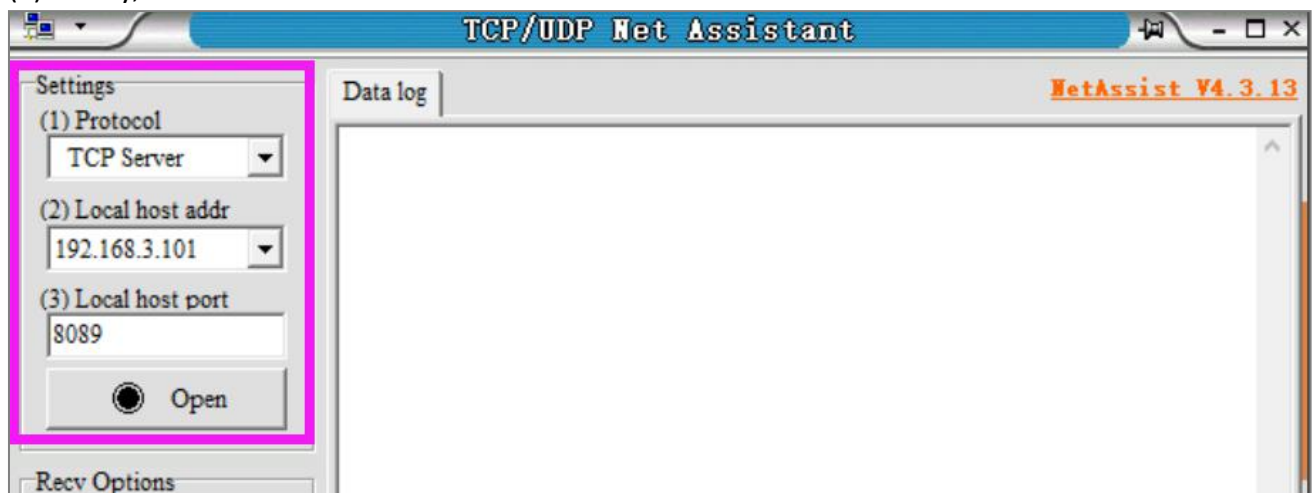 TCP/UDP Net Assistant
Settings
(1) Protocol
TCP Server
(2) Local host addr
192.168.3.101
(3) Local host port
8089
Open
Recv Options
Data log
NetAssist V4.3.13